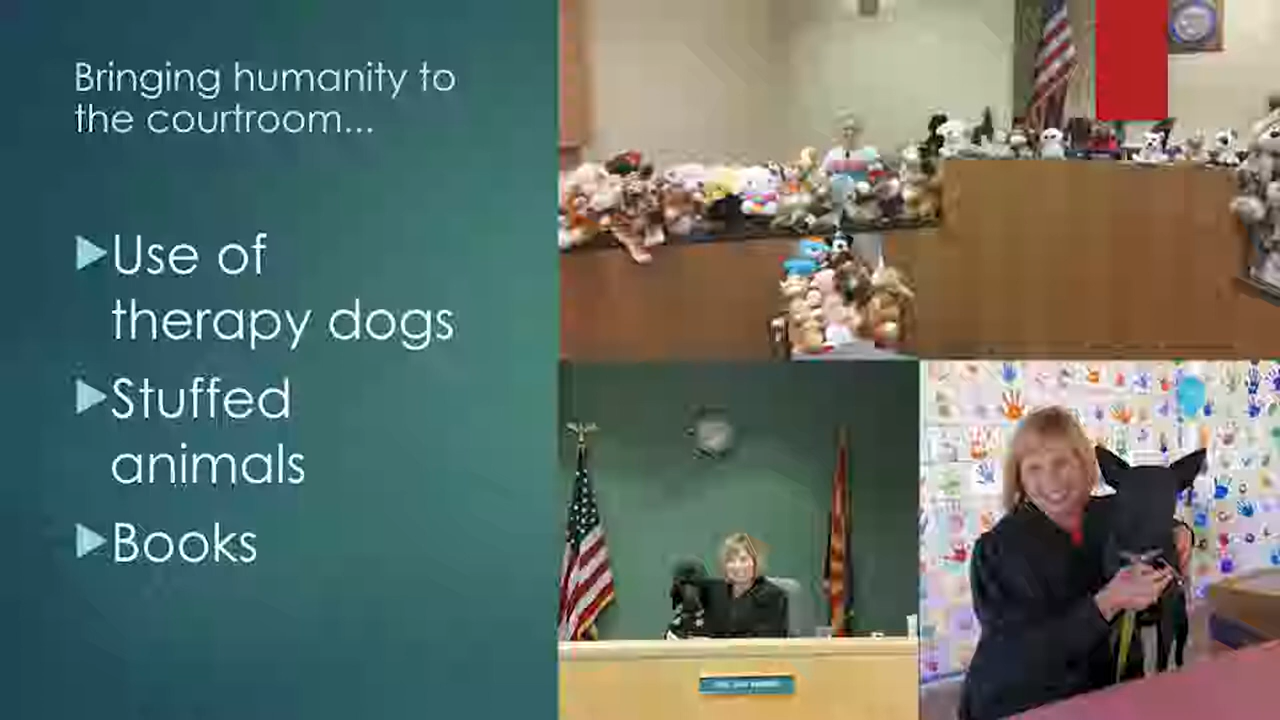 Bringing humanity to
the courtroom...
Use of
therapy dogs
Stuffed
animals
Books